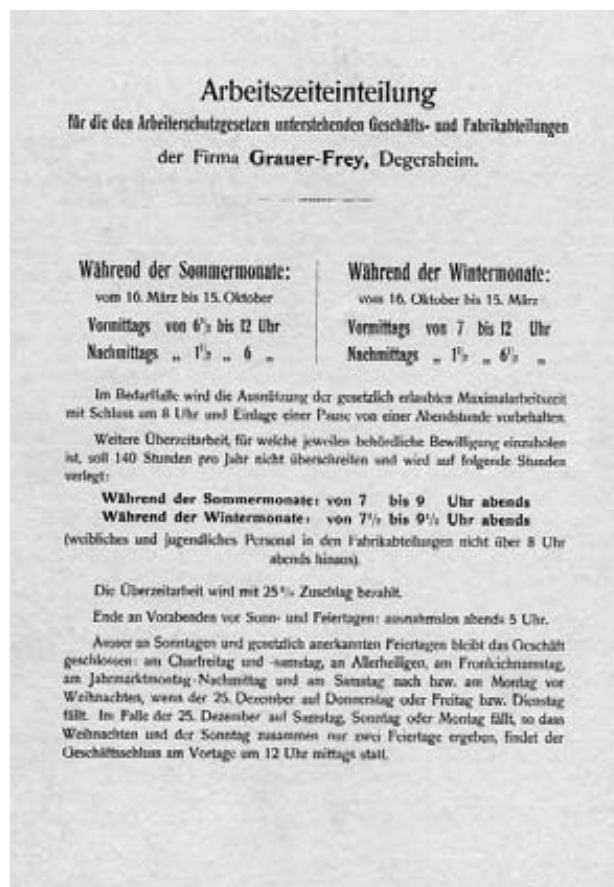 Arbeitszeiteinteilung
für die den Arbeiterschutzgesetzen unterstehenden Geschäfts- und Fabrikabteilungen
der Firma Grauer-Frey, Degersheim.
Während der Sommermonate:
vom 16. März bis 15. Oktober
Vormittags von 6½ bis 12 Uhr
Nachmittags „ 1½ „ 6 „
Während der Wintermonate:
vom 16. Oktober bis 15. März
Vormittags von 7 bis 12 Uhr
Nachmittags „ 1½ „ 6½ „
Im Bedarfsfalle wird die Ausnützung der gesetzlich erlaubten Maximalarbeitszeit
mit Schluss um 8 Uhr und Einlage einer Pause von einer Abendstunde vorbehalten.
Weitere Überzeitarbeit, für welche jeweilen behördliche Bewilligung einzuholen
ist, soll 140 Stunden pro Jahr nicht überschreiten und wird auf folgende Stunden
verlegt:
Während der Sommermonate: von 7 bis 9 Uhr abends
Während der Wintermonate: von 7½ bis 9½ Uhr abends
(weibliches und jugendliches Personal in den Fabrikabteilungen nicht über 8 Uhr
abends hinaus).
Die Überzeitarbeit wird mit 25% Zuschlag bezahlt.
Ende an Vorabenden vor Sonn- und Feiertagen: ausnahmslos abends 5 Uhr.
Ausser an Sonntagen und gesetzlich anerkannten Feiertagen bleibt das Geschäft
geschlossen: am Charfreitag und -samstag, an Allerheiligen, am Fronleichnamstag,
am Jahrmarktmontag-Nachmittag und am Samstag nach bzw. am Montag vor
Weihnachten, wenn der 25. Dezember auf Donnerstag oder Freitag bzw. Dienstag
fällt. Im Falle der 25. Dezember auf Samstag, Sonntag oder Montag fällt, so dass
Weihnachten und der Sonntag zusammen nur zwei Feiertage ergeben, findet der
Geschäftsschluss am Vortage um 12 Uhr mittags statt.